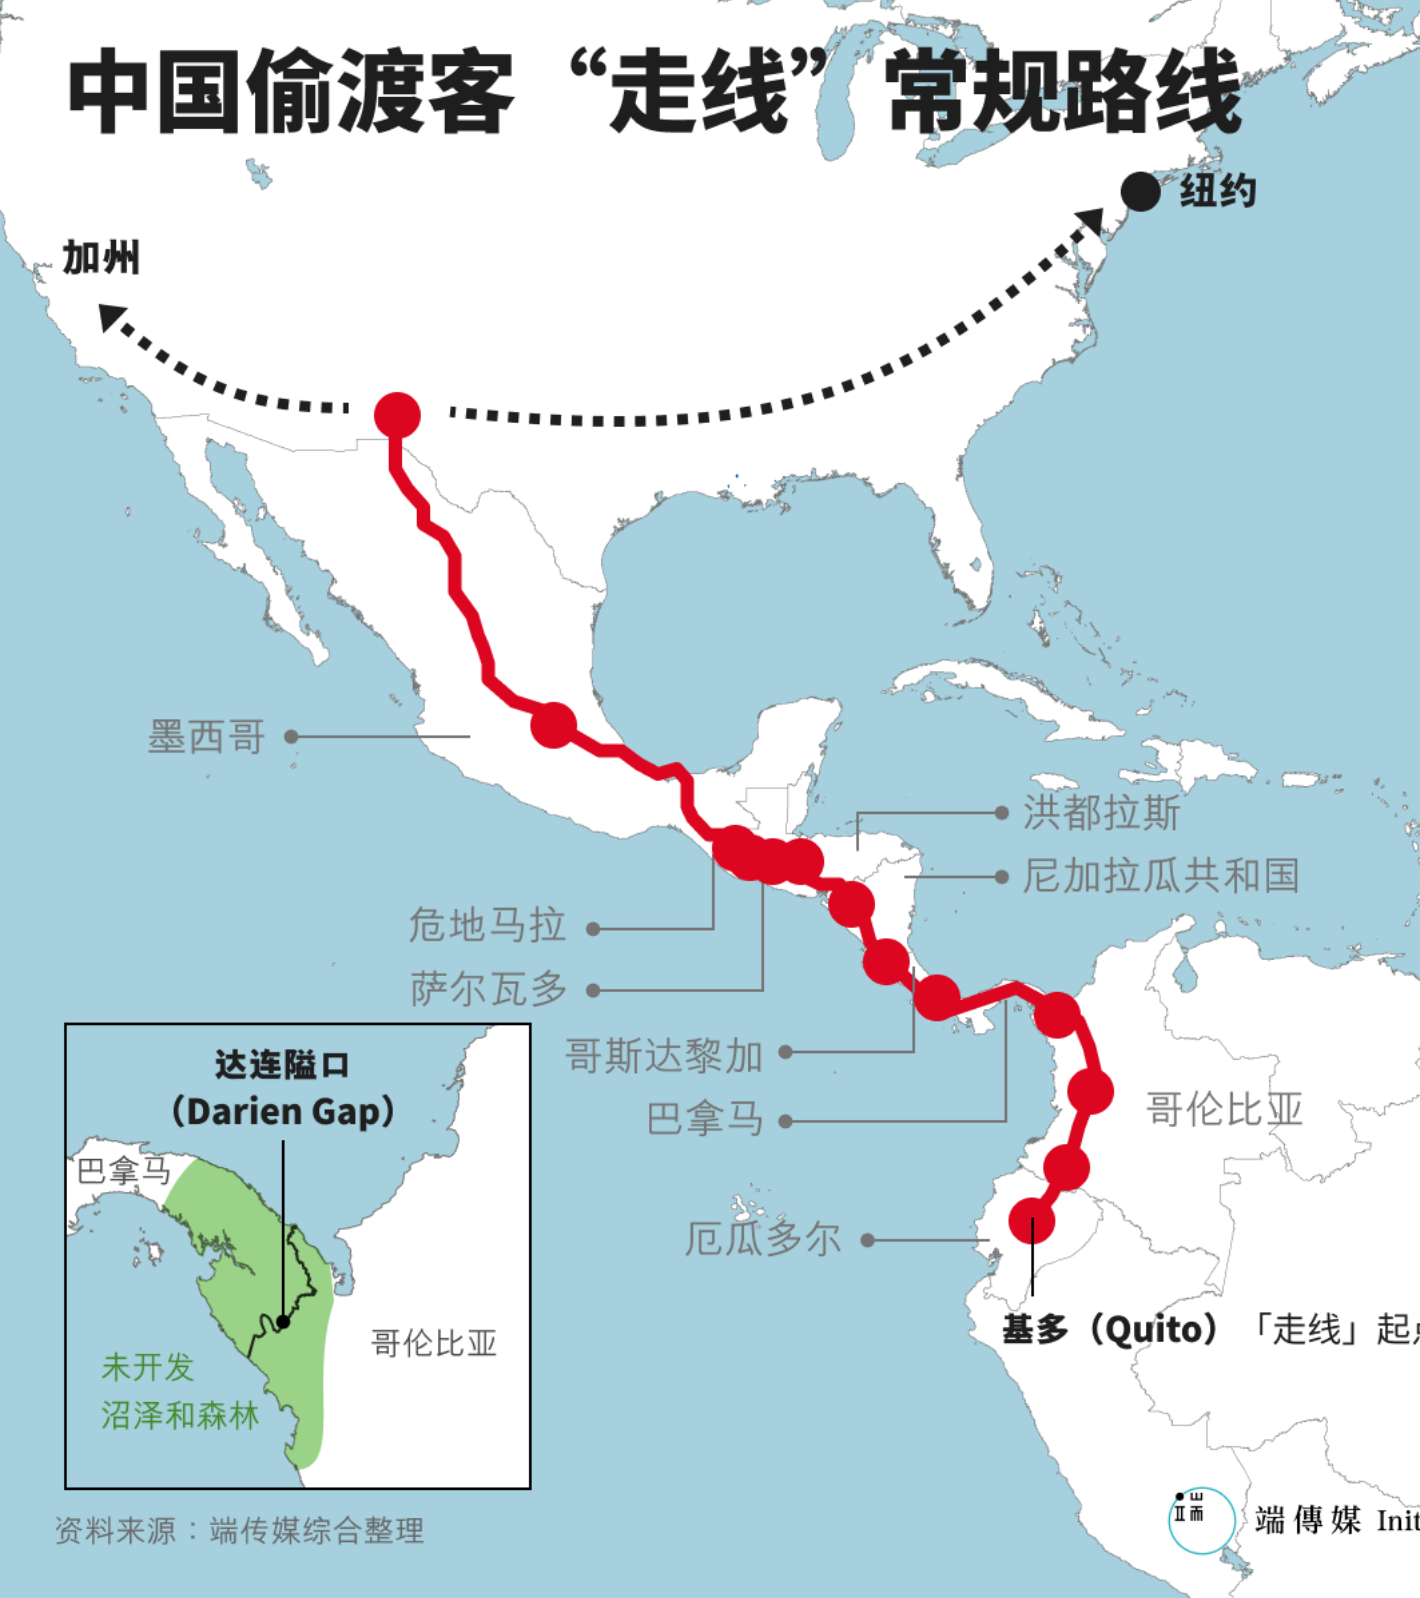 中国偷渡客“走线”常规路线
纽约
加州
墨西哥
洪都拉斯
尼加拉瓜共和国
危地马拉
萨尔瓦多
哥斯达黎加
巴拿马
哥伦比亚
厄瓜多尔
基多（Quito）「走线」起点
达连隘口
（Darien Gap）
巴拿马
哥伦比亚
未开发
沼泽和森林
资料来源：端传媒综合整理
端傳媒 Init